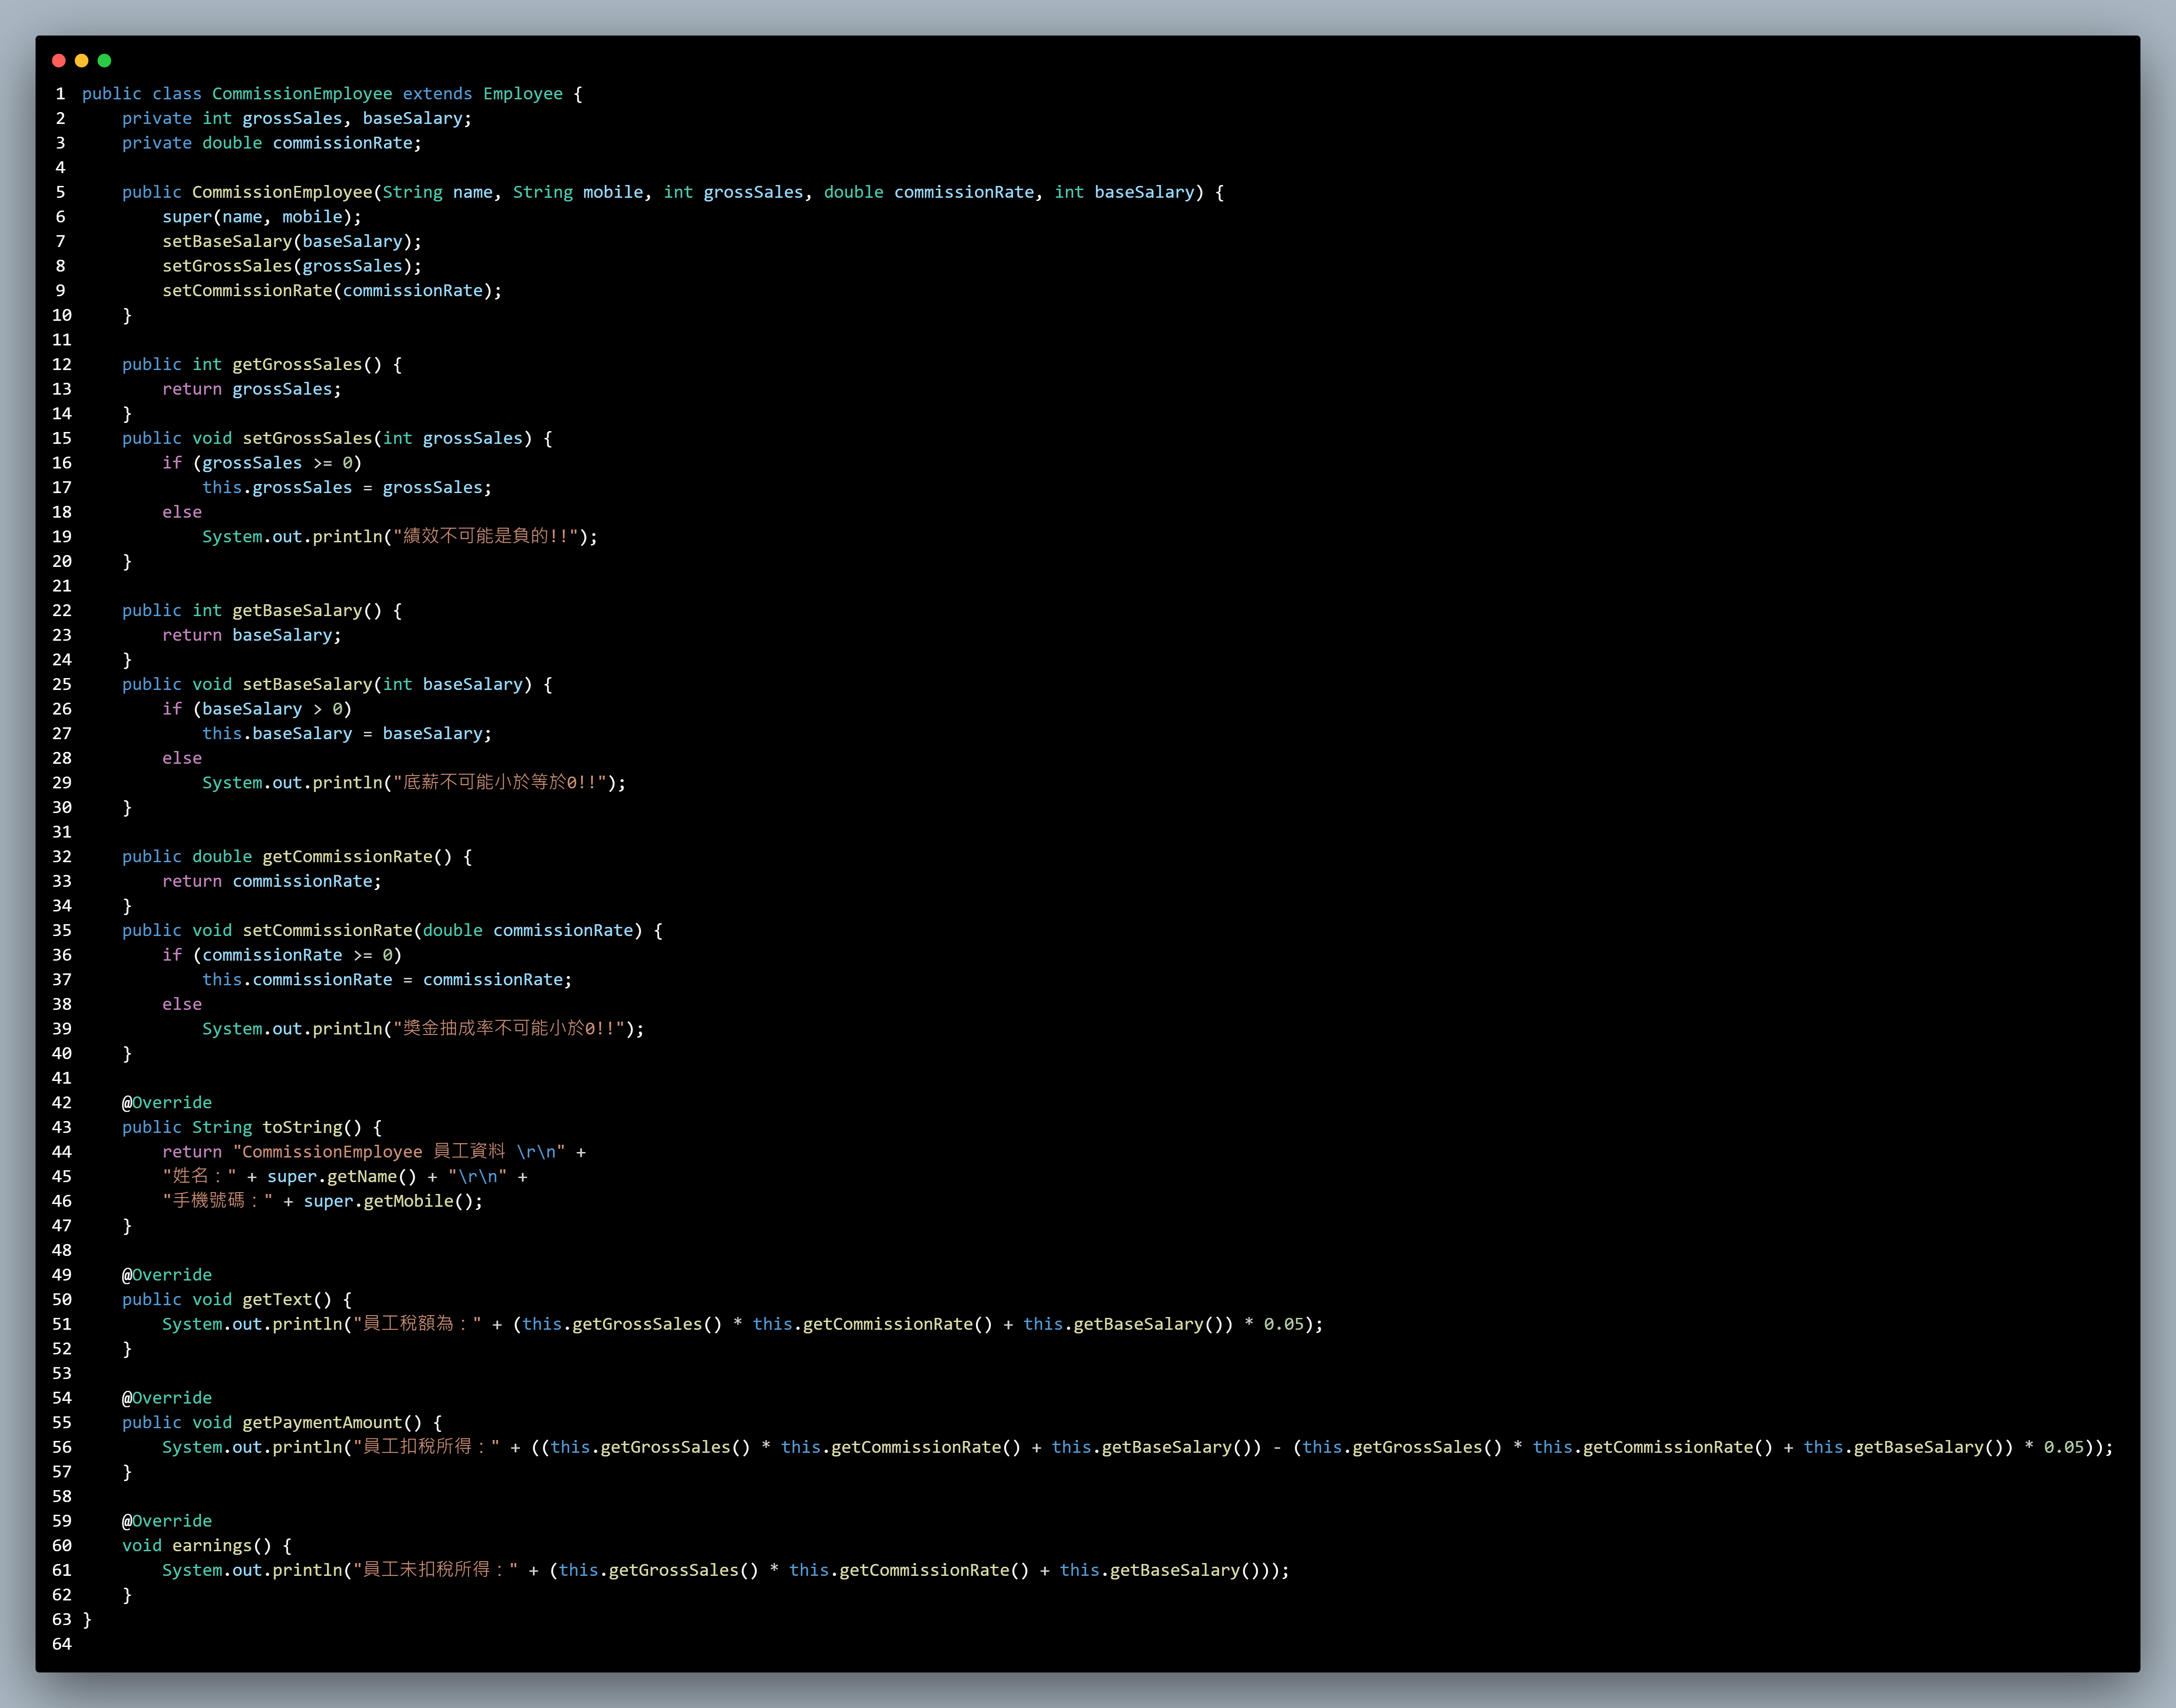 1 public class CommissionEmployee extends Employee {
2     private int grossSales, baseSalary;
3     private double commissionRate;
4
5     public CommissionEmployee(String name, String mobile, int grossSales, double commissionRate, int baseSalary) {
6         super(name, mobile);
7         setBaseSalary(baseSalary);
8         setGrossSales(grossSales);
9         setCommissionRate(commissionRate);
10     }
11
12     public int getGrossSales() {
13         return grossSales;
14     }
15     public void setGrossSales(int grossSales) {
16         if (grossSales >= 0)
17             this.grossSales = grossSales;
18         else
19             System.out.println("績效不可能是負的!!");
20     }
21
22     public int getBaseSalary() {
23         return baseSalary;
24     }
25     public void setBaseSalary(int baseSalary) {
26         if (baseSalary > 0)
27             this.baseSalary = baseSalary;
28         else
29             System.out.println("底薪不可能小於等於0!!");
30     }
31
32     public double getCommissionRate() {
33         return commissionRate;
34     }
35     public void setCommissionRate(double commissionRate) {
36         if (commissionRate >= 0)
37             this.commissionRate = commissionRate;
38         else
39             System.out.println("獎金抽成率不可能小於0!!");
40     }
41
42     @Override
43     public String toString() {
44         return "CommissionEmployee 員工資料 \r\n" +
45         "姓名：" + super.getName() + "\r\n" +
46         "手機號碼：" + super.getMobile();
47     }
48
49     @Override
50     public void getText() {
51         System.out.println("員工稅額為：" + (this.getGrossSales() * this.getCommissionRate() + this.getBaseSalary()) * 0.05);
52     }
53
54     @Override
55     public void getPaymentAmount() {
56         System.out.println("員工扣稅所得：" + ((this.getGrossSales() * this.getCommissionRate() + this.getBaseSalary()) - (this.getGrossSales() * this.getCommissionRate() + this.getBaseSalary()) * 0.05));
57     }
58
59     @Override
60     void earnings() {
61         System.out.println("員工未扣稅所得：" + (this.getGrossSales() * this.getCommissionRate() + this.getBaseSalary()));
62     }
63 }
64